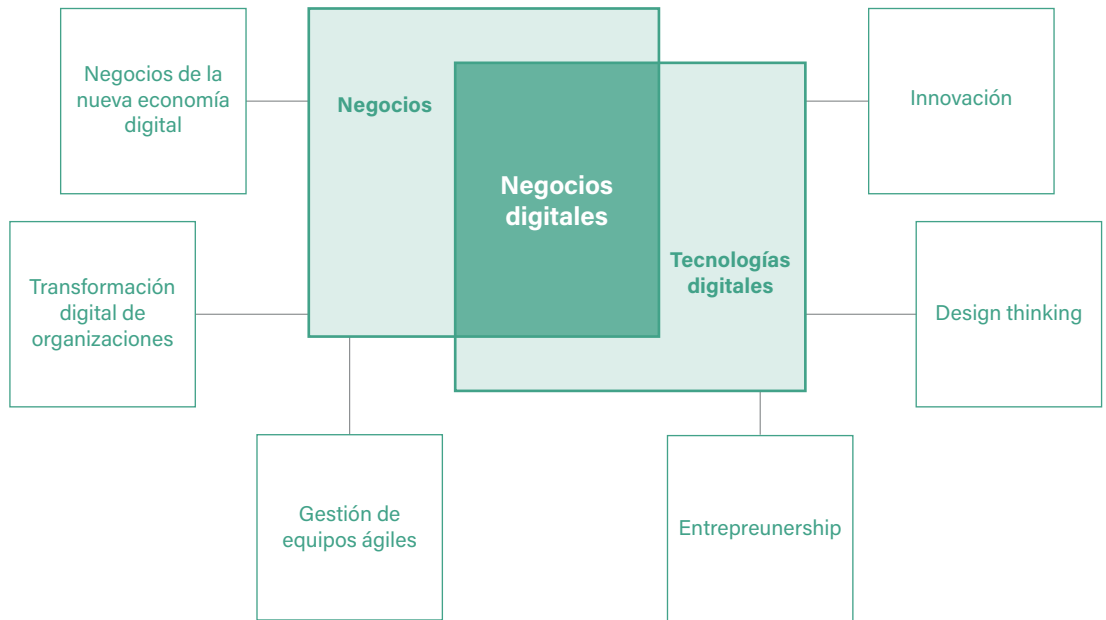 Negocios de la
nueva economía
digital
Negocios
Innovación
Negocios
digitales
Tecnologías
digitales
Transformación
digital de
organizaciones
Design thinking
Gestión de
equipos ágiles
Entrepreunership